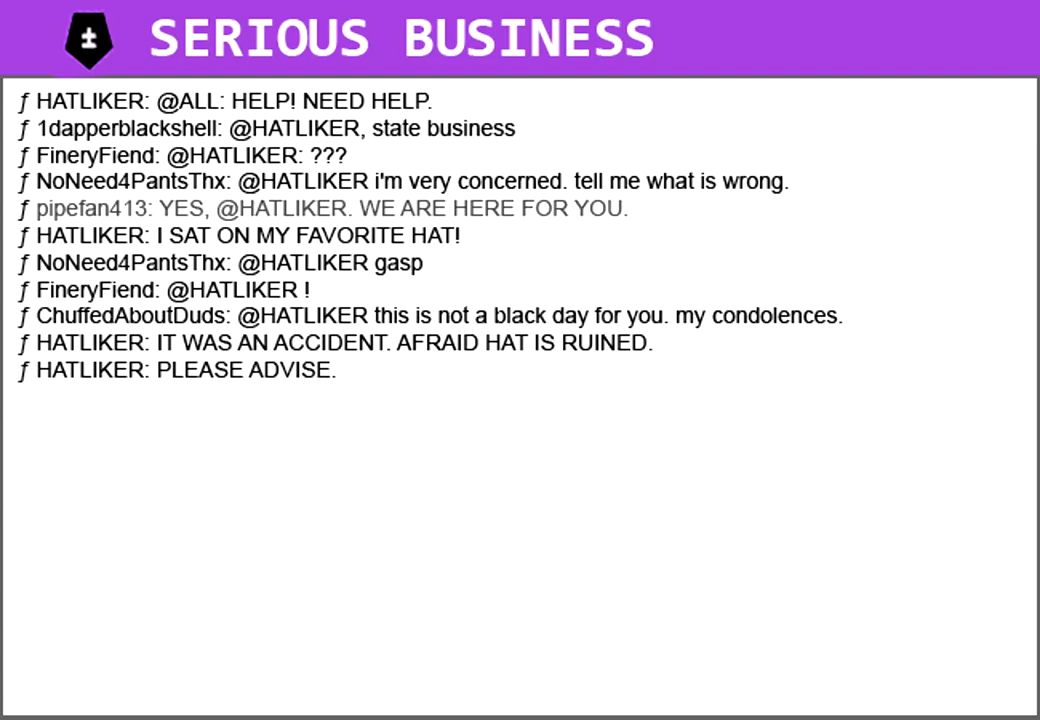 SERIOUS BUSINESS
ƒ HATLIKER: @ALL: HELP! NEED HELP.
ƒ 1dapperblackshell: @HATLIKER, state business
ƒ FineryFiend: @HATLIKER: ???
ƒ NoNeed4PantsThx: @HATLIKER i'm very concerned. tell me what is wrong.
ƒ pipefan413: YES, @HATLIKER. WE ARE HERE FOR YOU.
ƒ HATLIKER: I SAT ON MY FAVORITE HAT!
ƒ NoNeed4PantsThx: @HATLIKER gasp
ƒ FineryFiend: @HATLIKER !
ƒ ChuffedAboutDuds: @HATLIKER this is not a black day for you. my condolences.
ƒ HATLIKER: IT WAS AN ACCIDENT. AFRAID HAT IS RUINED.
ƒ HATLIKER: PLEASE ADVISE.